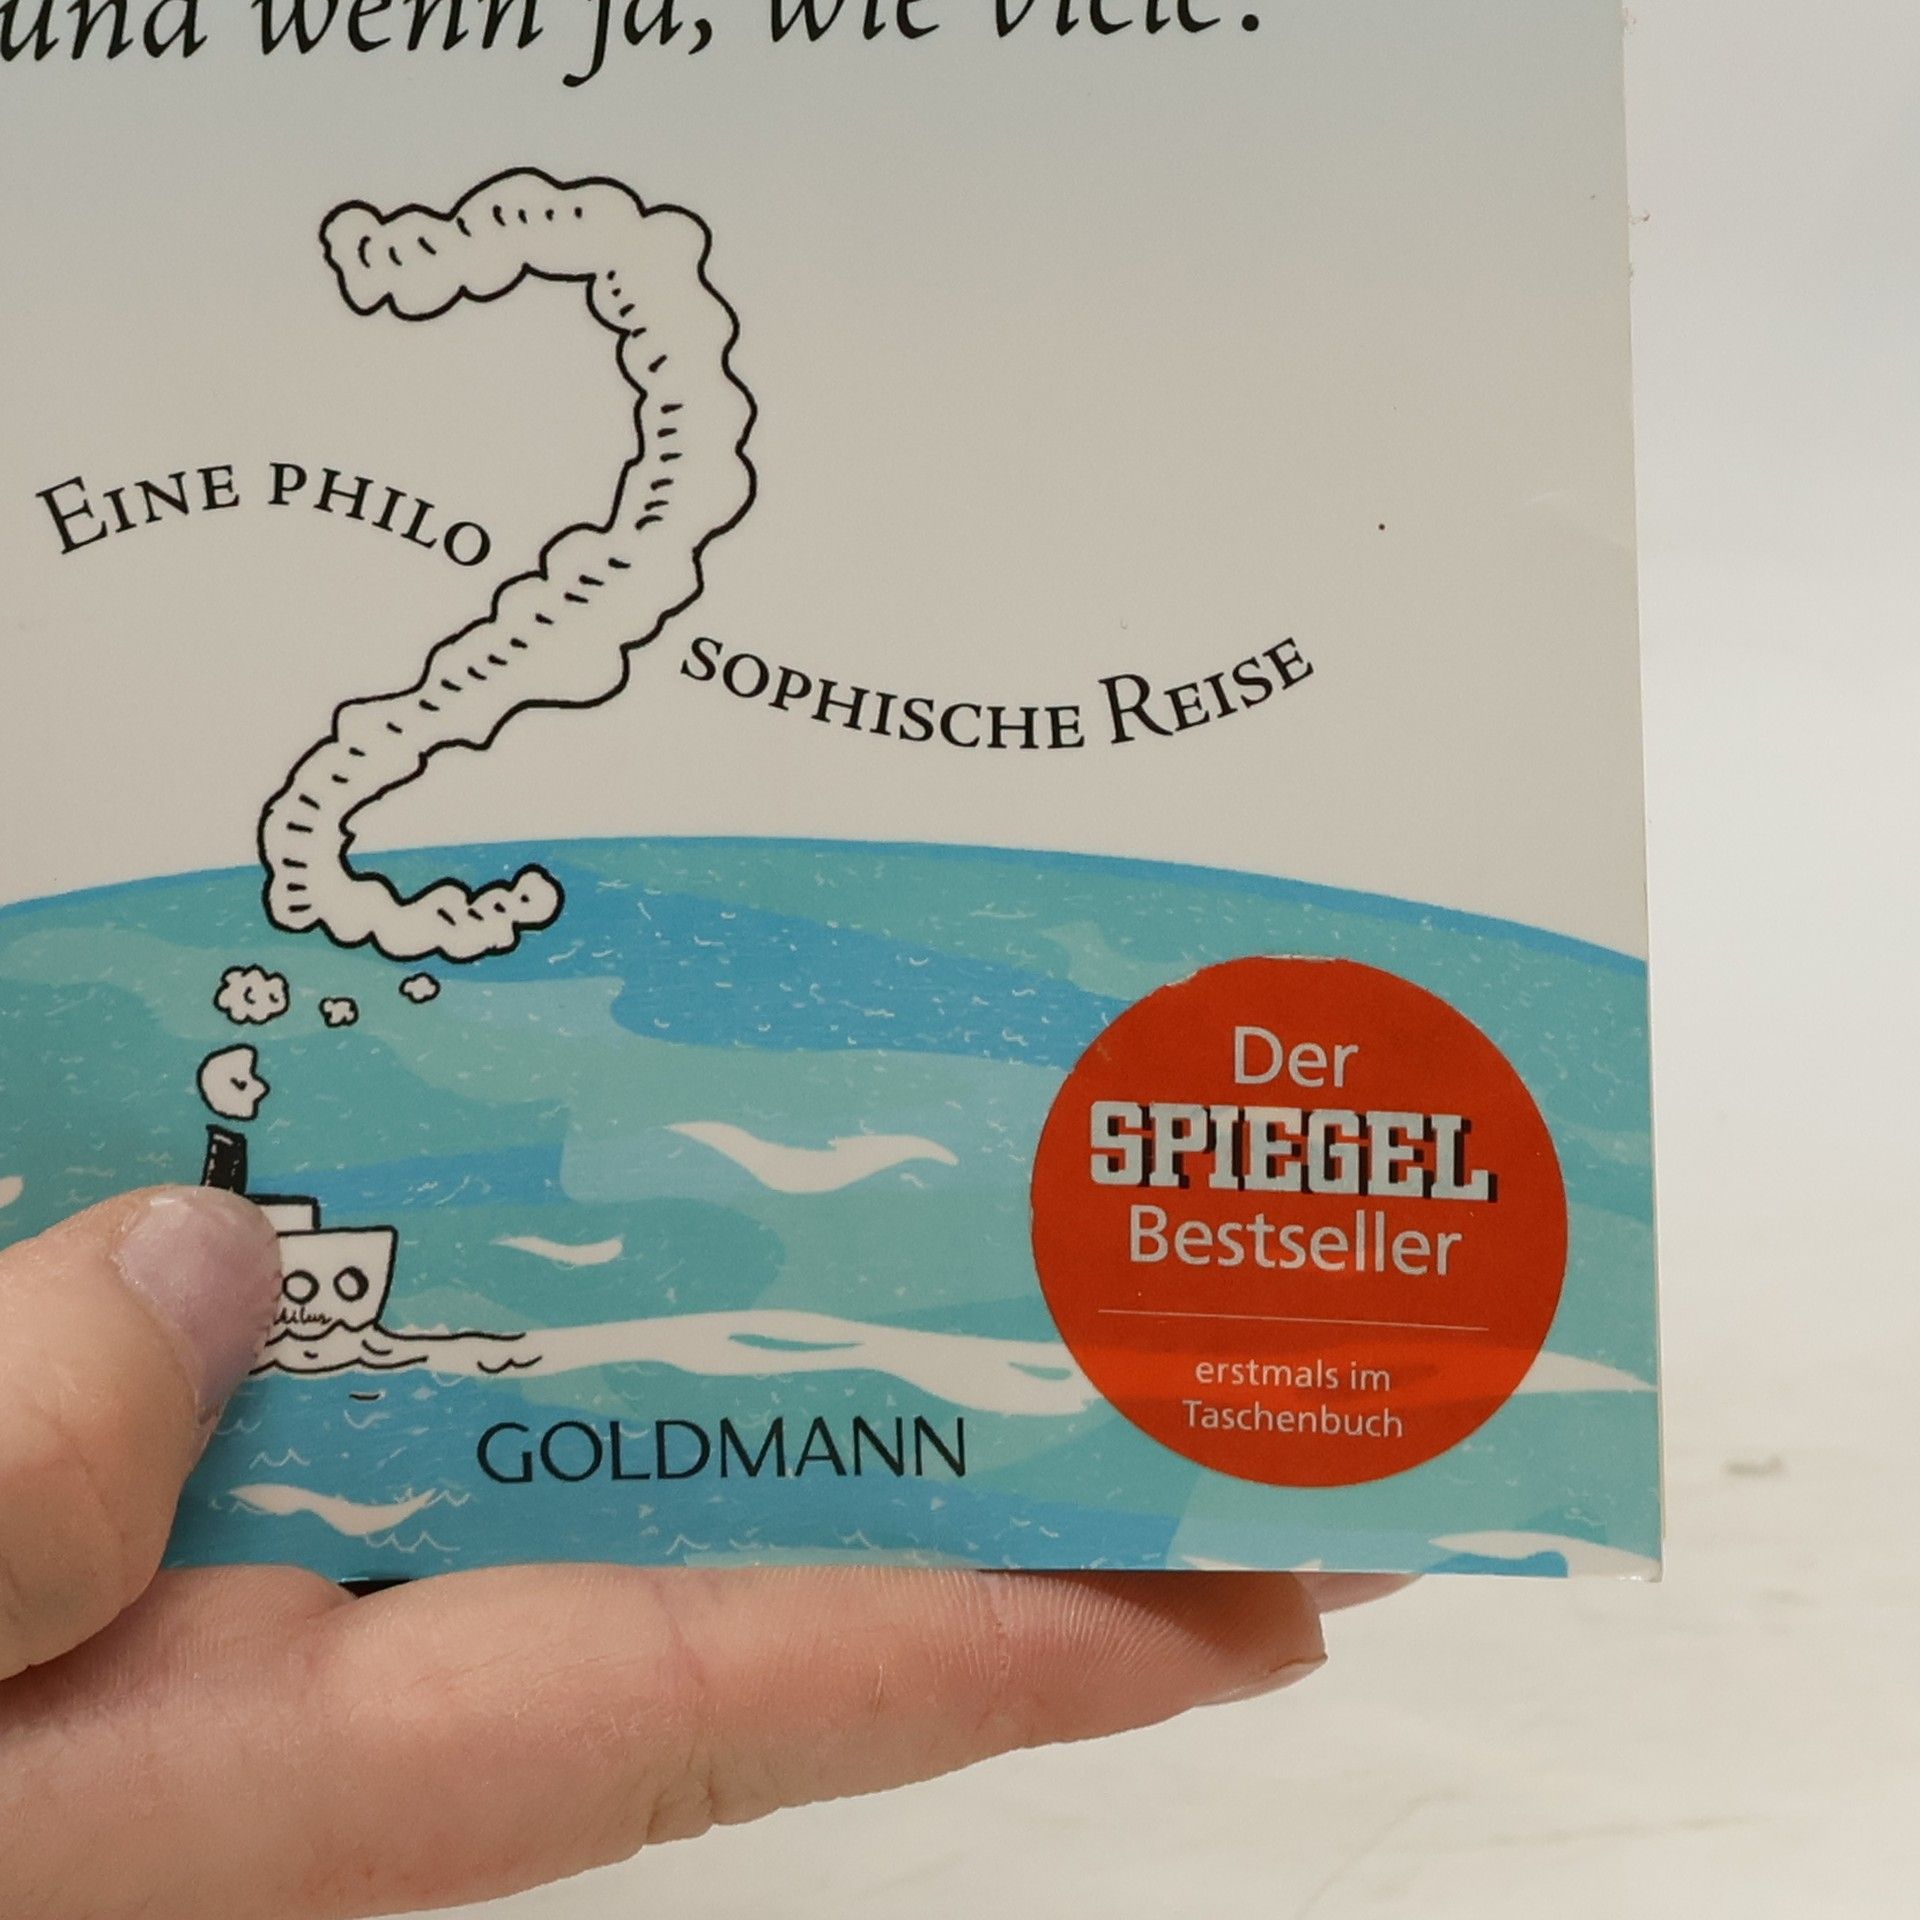 und wenn ja, wie viele?
EINE PHILO
SOPHISCHE REISE
Der
SPIEGEL
Bestseller
erstmals im
Taschenbuch
GOLDMANN